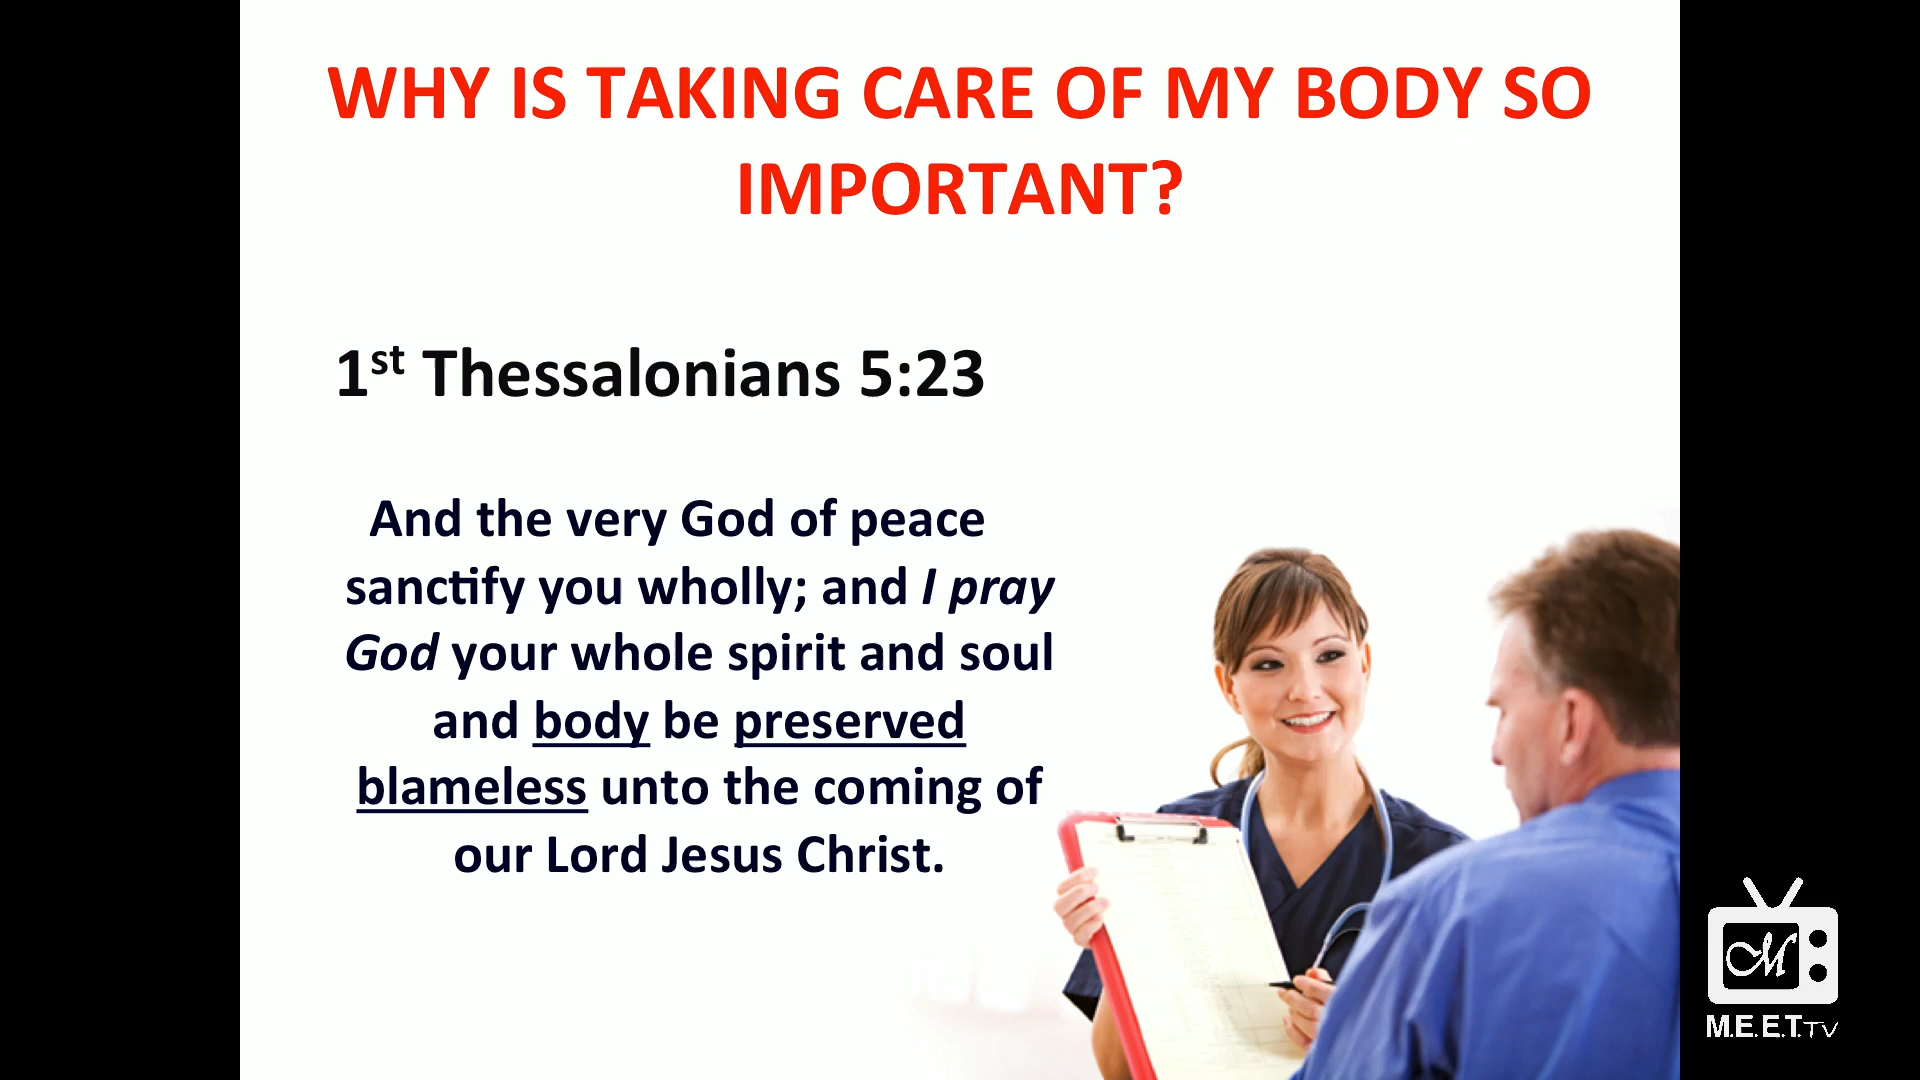 WHY IS TAKING CARE OF MY BODY SO
IMPORTANT?
1st Thessalonians 5:23
And the very God of peace
sanctify you wholly; and I pray
God your whole spirit and soul
and body be preserved
blameless unto the coming of
our Lord Jesus Christ.
M
M.E.E.T.TV